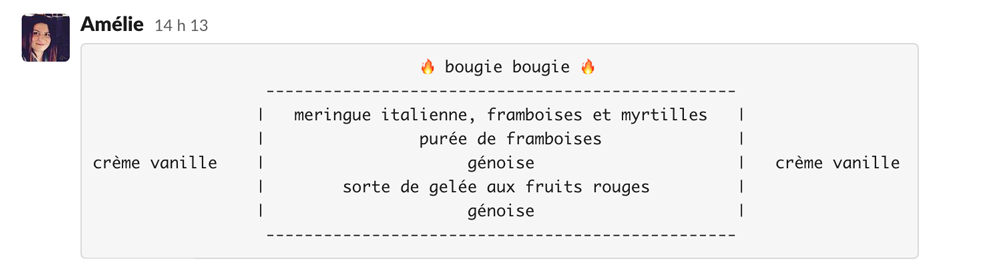 Amélie 14 h 13
🔥 bougie bougie 🔥
-------------------------------------------------
| meringue italienne, framboises et myrtilles |
| purée de framboises |
crème vanille | génoise | crème vanille
| sorte de gelée aux fruits rouges |
| génoise |
-------------------------------------------------